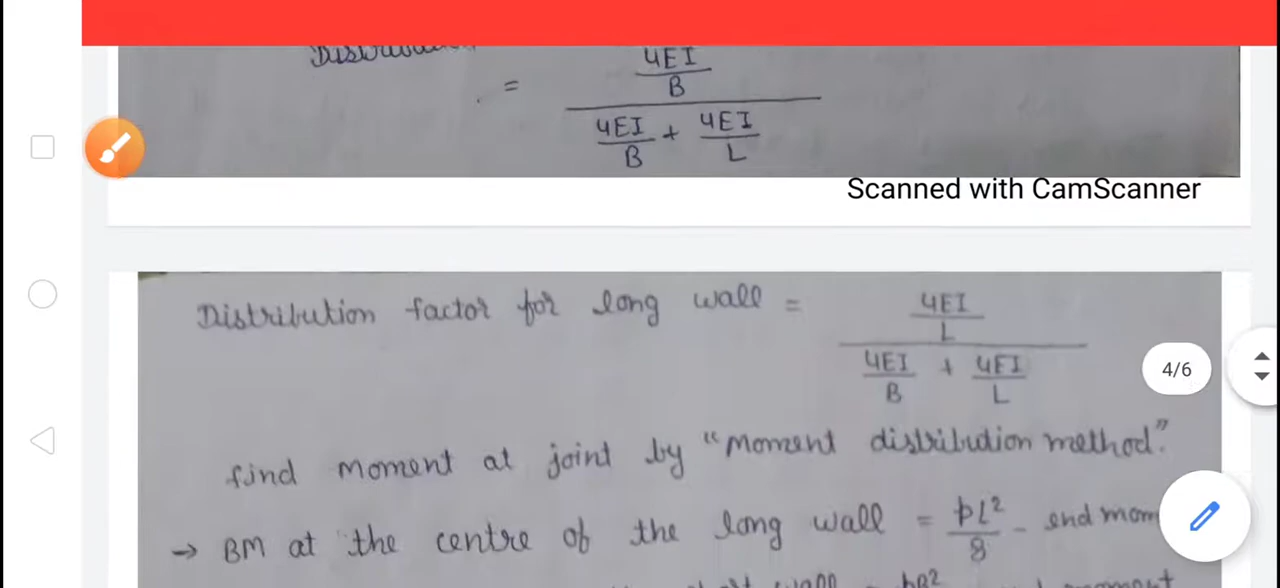 = 4EI/B / (4EI/B + 4EI/L)
Scanned with CamScanner
Distribution factor for long wall = 4EI/L / (4EI/B + 4EI/L)
4/6
find moment at joint by "Moment distribution method."
→ BM at the centre of the long wall = pL²/8 - end mom
wall